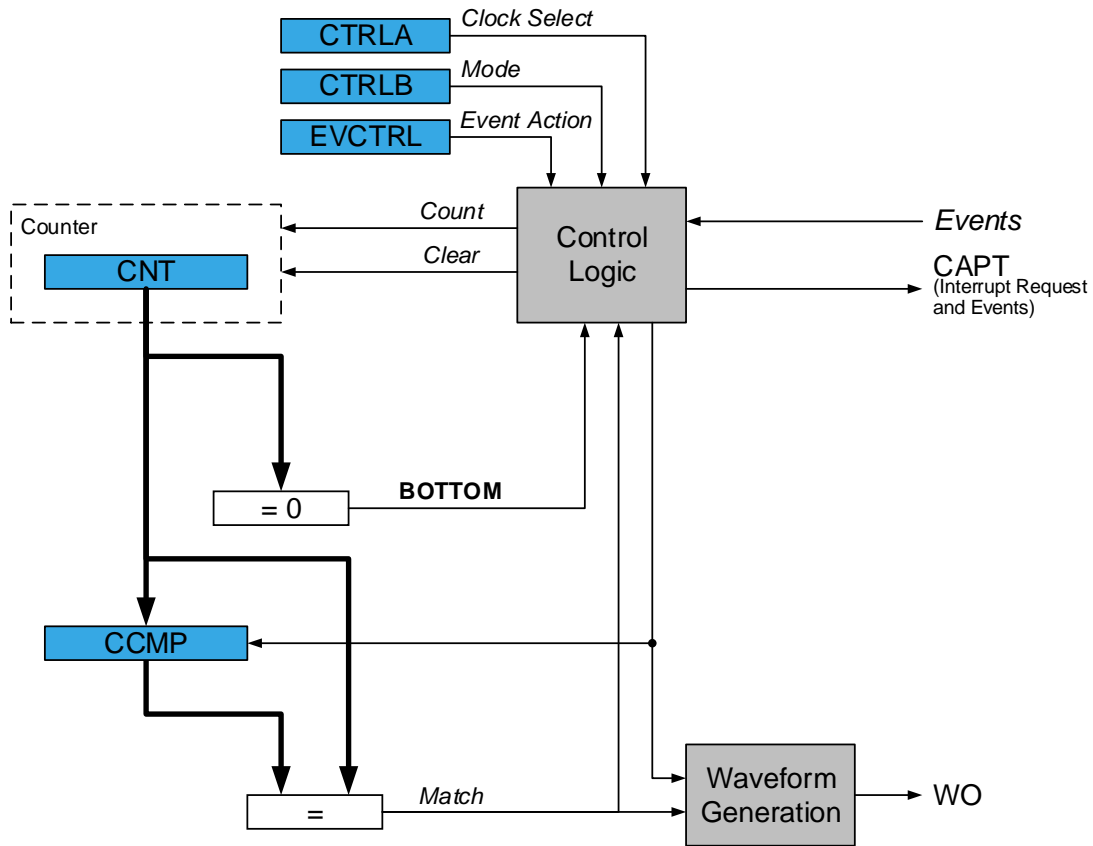 CTRLA
Clock Select
CTRLB
Mode
EVCTRL
Event Action
Counter
CNT
Count
Clear
Control
Logic
Events
CAPT
(Interrupt Request
and Events)
= 0
BOTTOM
CCMP
=
Match
Waveform
Generation
WO